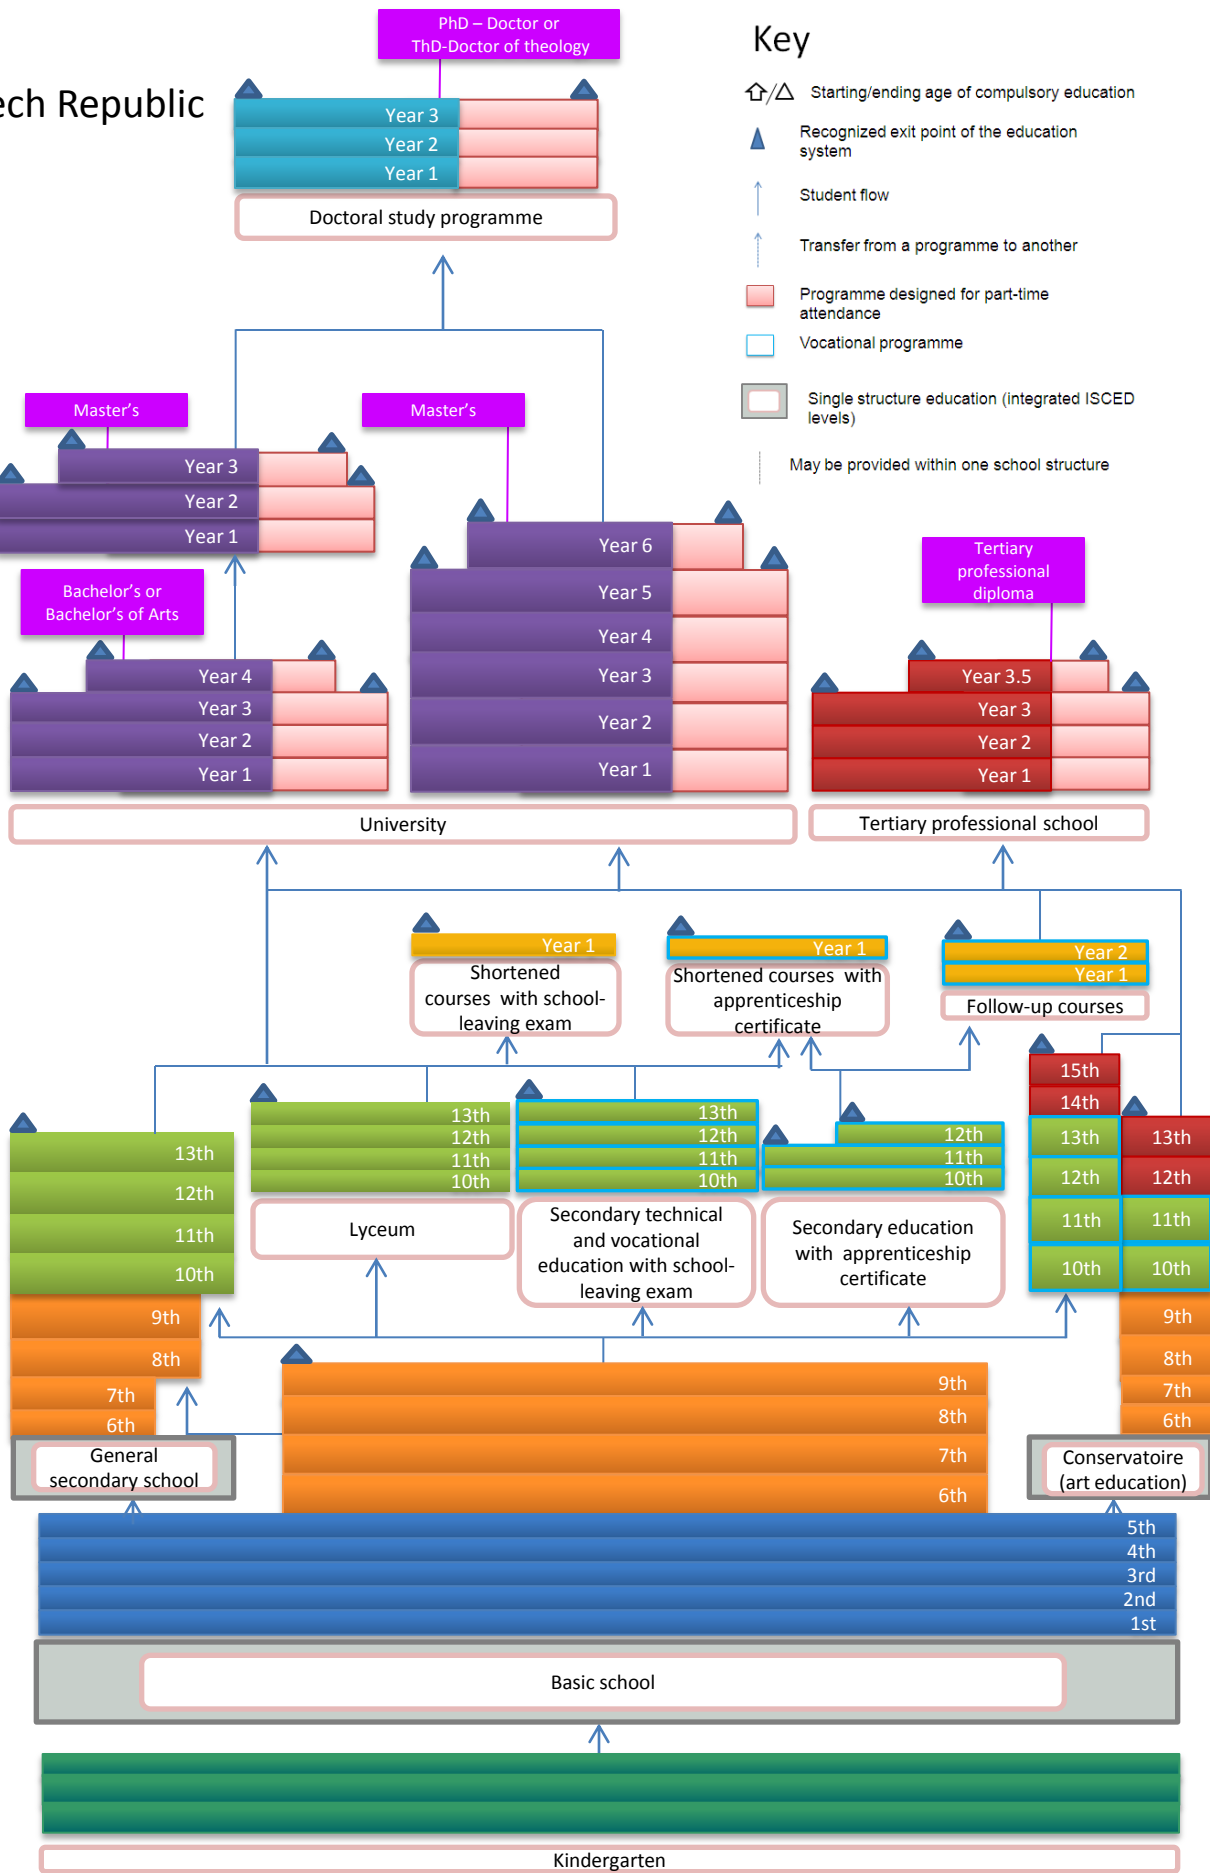 ech Republic
PhD – Doctor or
ThD-Doctor of theology
Year 3
Year 2
Year 1
Doctoral study programme
Key
Starting/ending age of compulsory education
Recognized exit point of the education
system
Student flow
Transfer from a programme to another
Programme designed for part-time
attendance
Vocational programme
Single structure education (integrated ISCED
levels)
May be provided within one school structure
Master's
Year 3
Year 2
Year 1
Bachelor's or
Bachelor's of Arts
Year 4
Year 3
Year 2
Year 1
Master's
Year 6
Year 5
Year 4
Year 3
Year 2
Year 1
University
Tertiary
professional
diploma
Year 3.5
Year 3
Year 2
Year 1
Tertiary professional school
Year 1
Shortened
courses with school-
leaving exam
Year 1
Shortened courses with
apprenticeship
certificate
Year 2
Year 1
Follow-up courses
13th
12th
11th
10th
9th
8th
7th
6th
General
secondary school
13th
12th
11th
10th
Lyceum
13th
12th
11th
10th
Secondary technical
and vocational
education with school-
leaving exam
12th
11th
10th
Secondary education
with apprenticeship
certificate
15th
14th
13th
12th
11th
10th
13th
12th
11th
10th
9th
8th
7th
6th
Conservatoire
(art education)
9th
8th
7th
6th
5th
4th
3rd
2nd
1st
Basic school
Kindergarten